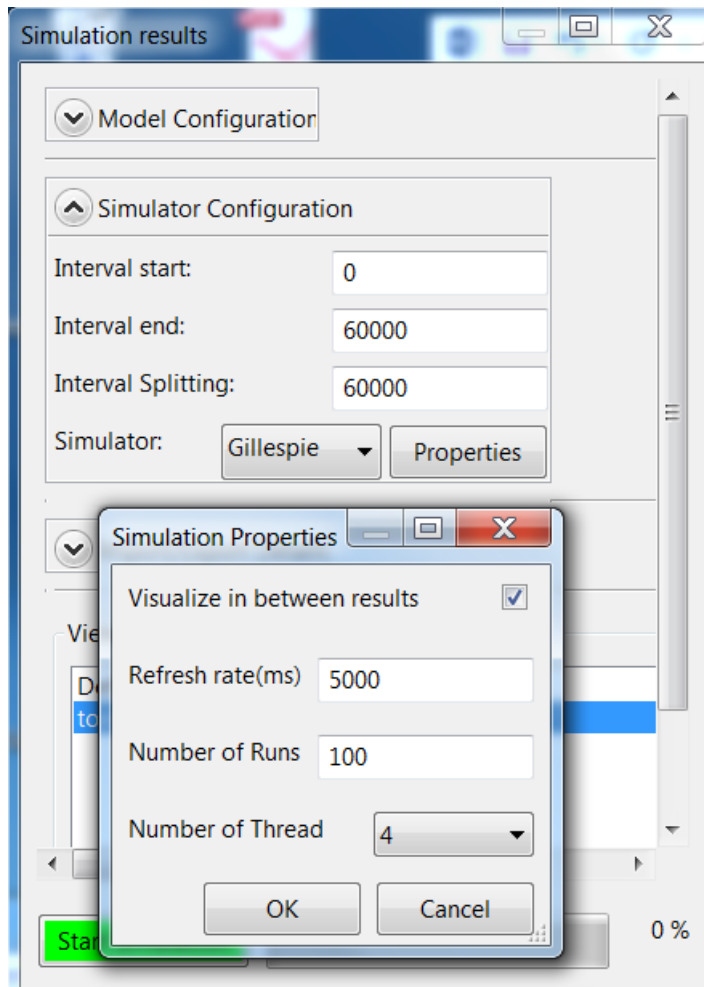 Simulation results
Model Configuration
Simulator Configuration
Interval start: 0
Interval end: 60000
Interval Splitting: 60000
Simulator: Gillespie Properties
Simulation Properties
Visualize in between results
Refresh rate(ms) 5000
Number of Runs 100
Number of Thread 4
OK Cancel
0 %